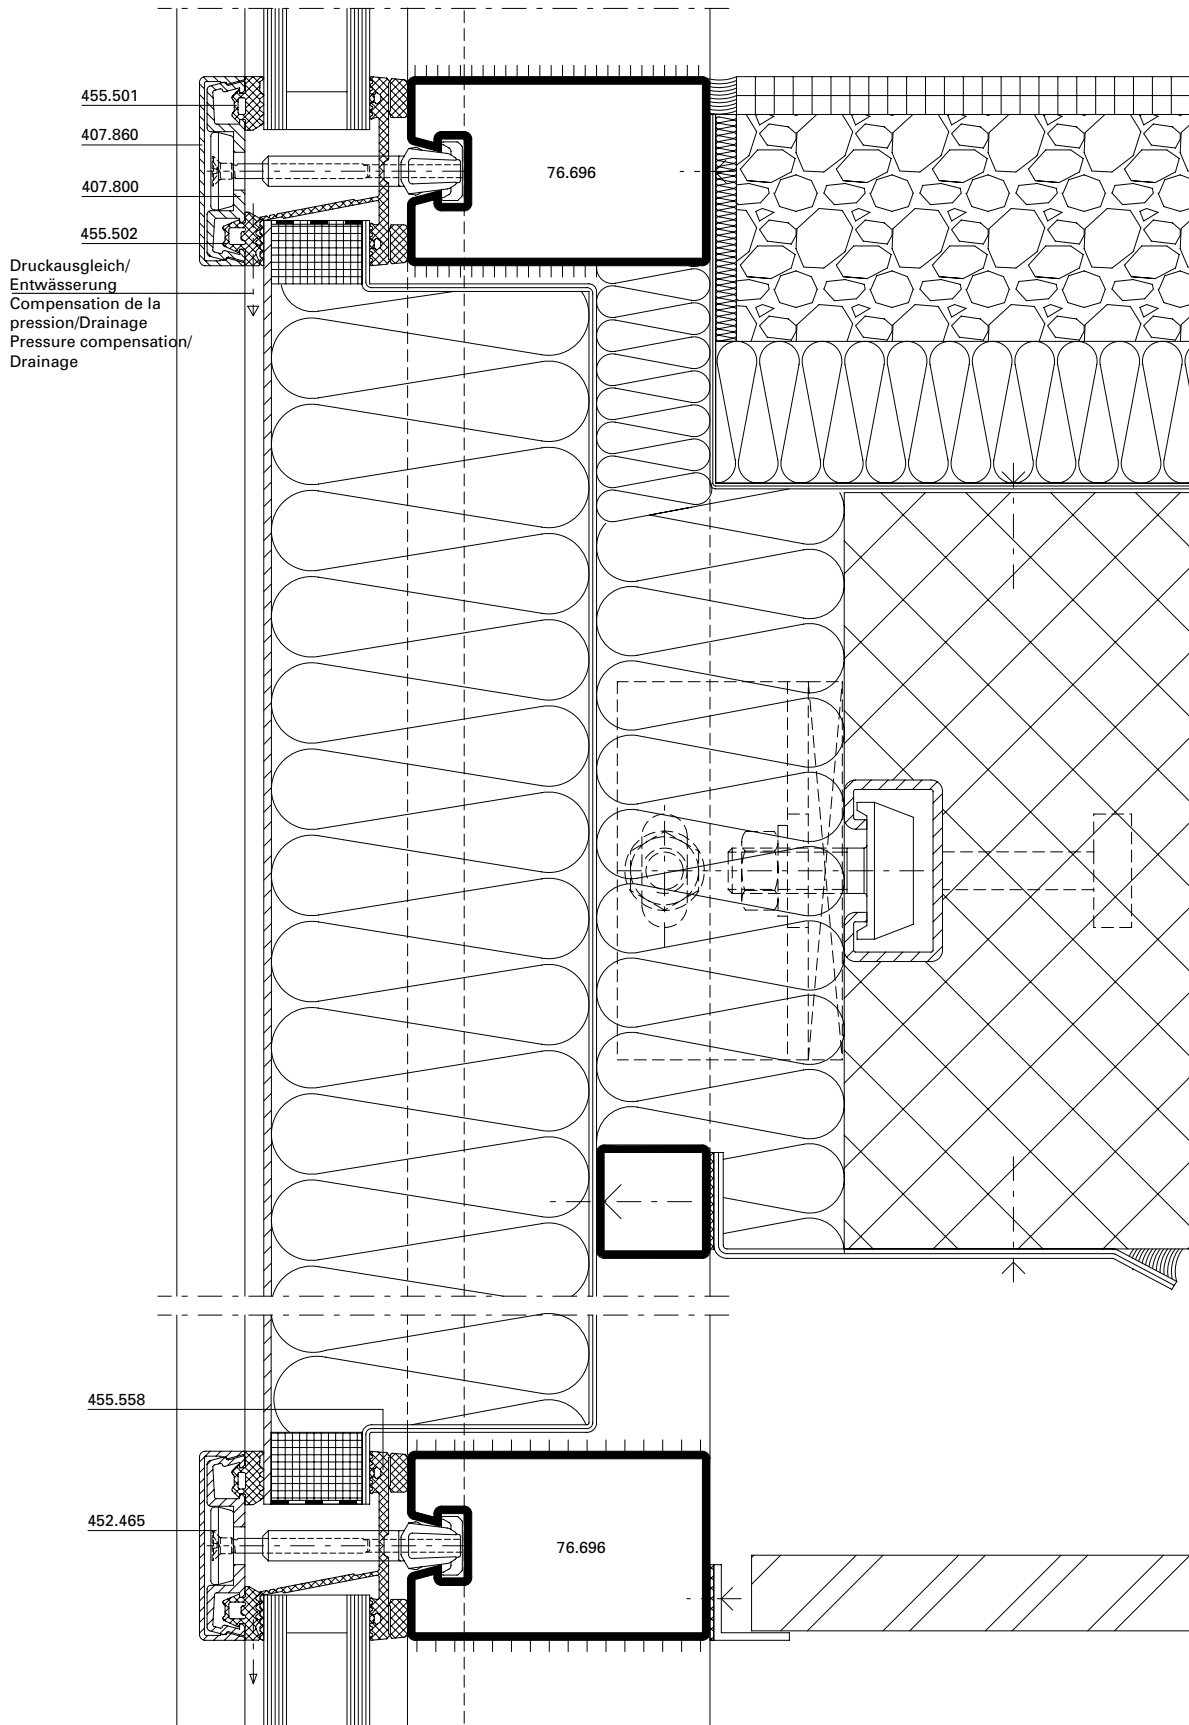 455.501
407.860
76.696
407.800
455.502
Druckausgleich/
Entwässerung
Compensation de la
pression/Drainage
Pressure compensation/
Drainage
455.558
452.465
76.696